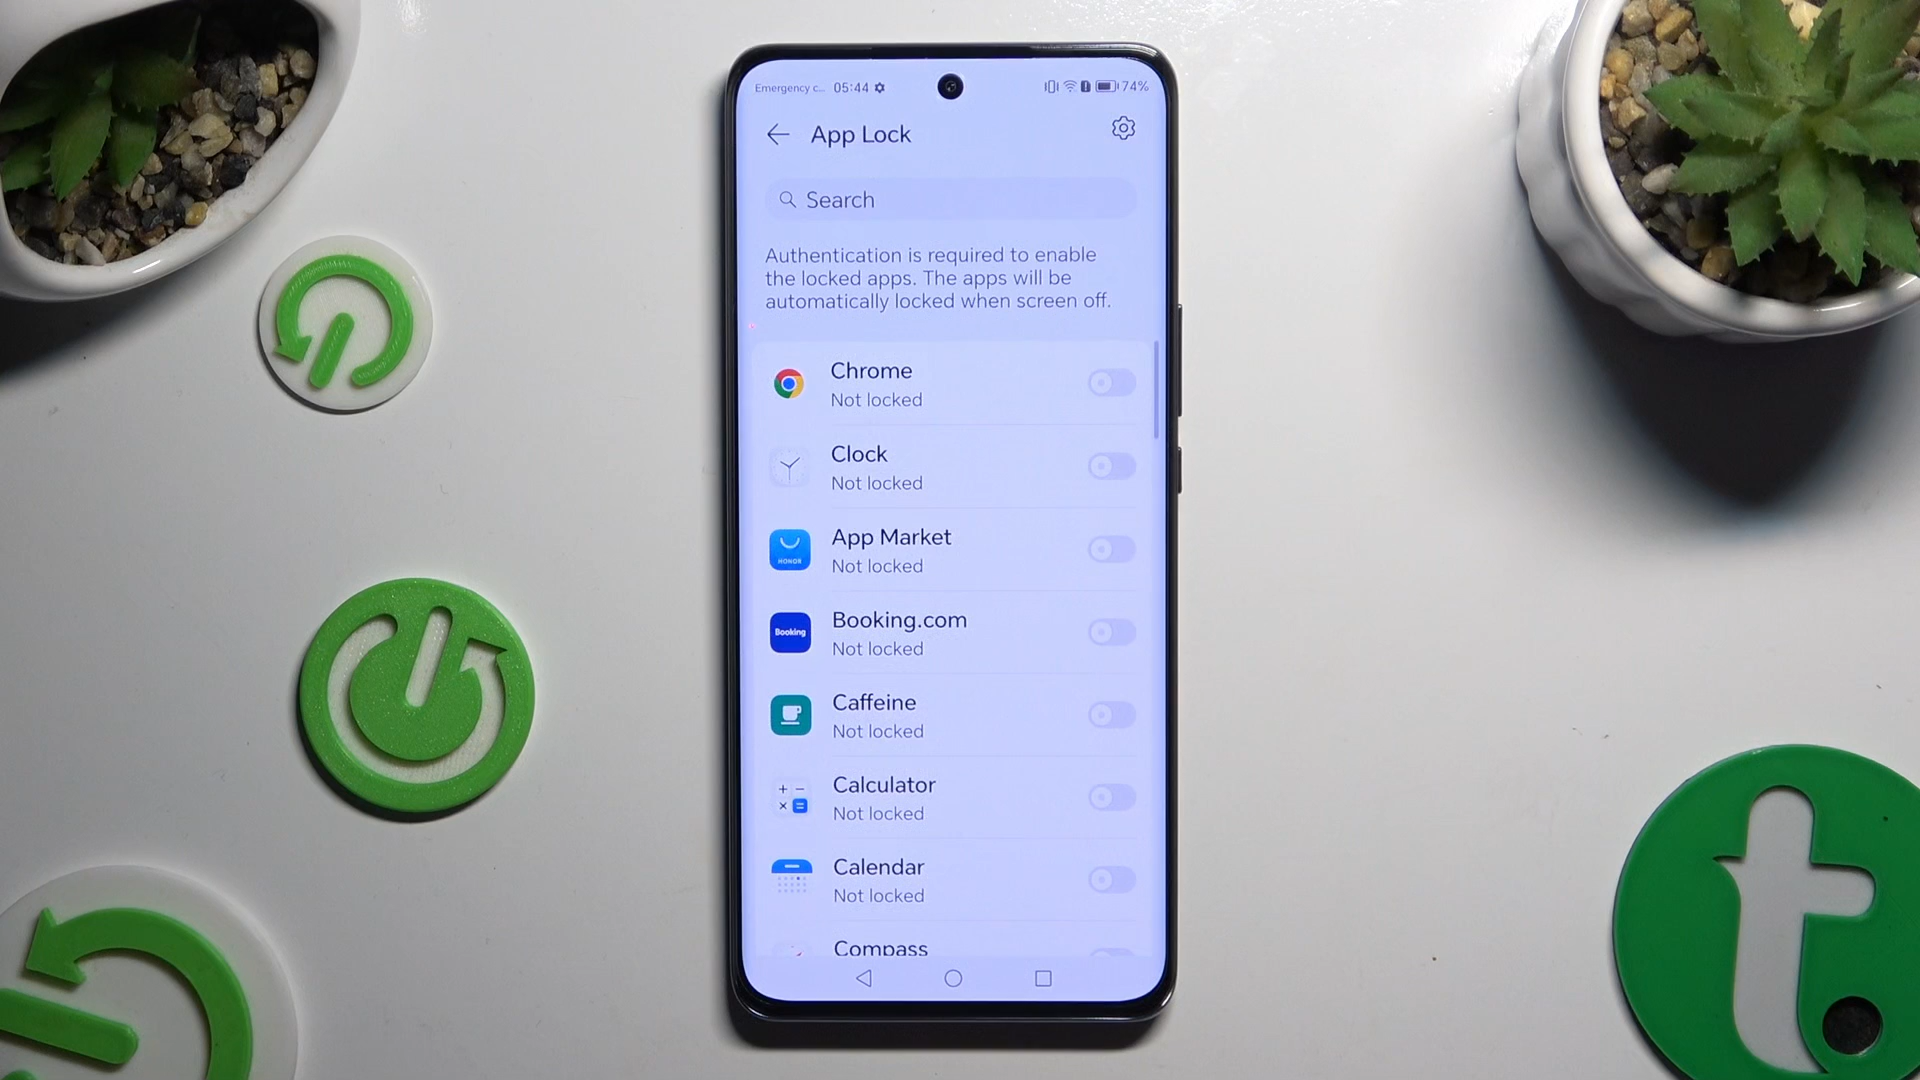 Emergency c... 05:44 74%
App Lock
Search
Authentication is required to enable
the locked apps. The apps will be
automatically locked when screen off.
Chrome
Not locked
Clock
Not locked
HONOR
App Market
Not locked
Booking
Booking.com
Not locked
Caffeine
Not locked
Calculator
Not locked
Calendar
Not locked
Compass
t